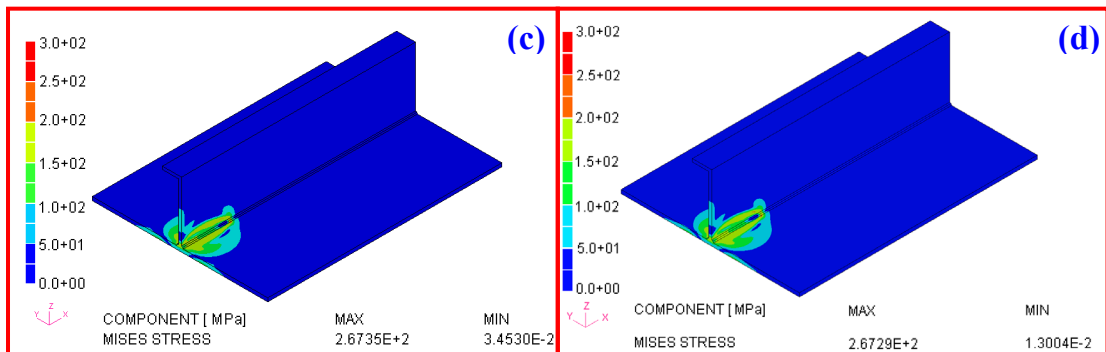 (c)
3.0+02
2.5+02
2.0+02
1.5+02
1.0+02
5.0+01
0.0+00
Y Z X
COMPONENT [ MPa] MAX MIN
MISES STRESS 2.6735E+2 3.4530E-2
(d)
3.0+02
2.5+02
2.0+02
1.5+02
1.0+02
5.0+01
0.0+00
Y Z X
COMPONENT [ MPa] MAX MIN
MISES STRESS 2.6729E+2 1.3004E-2